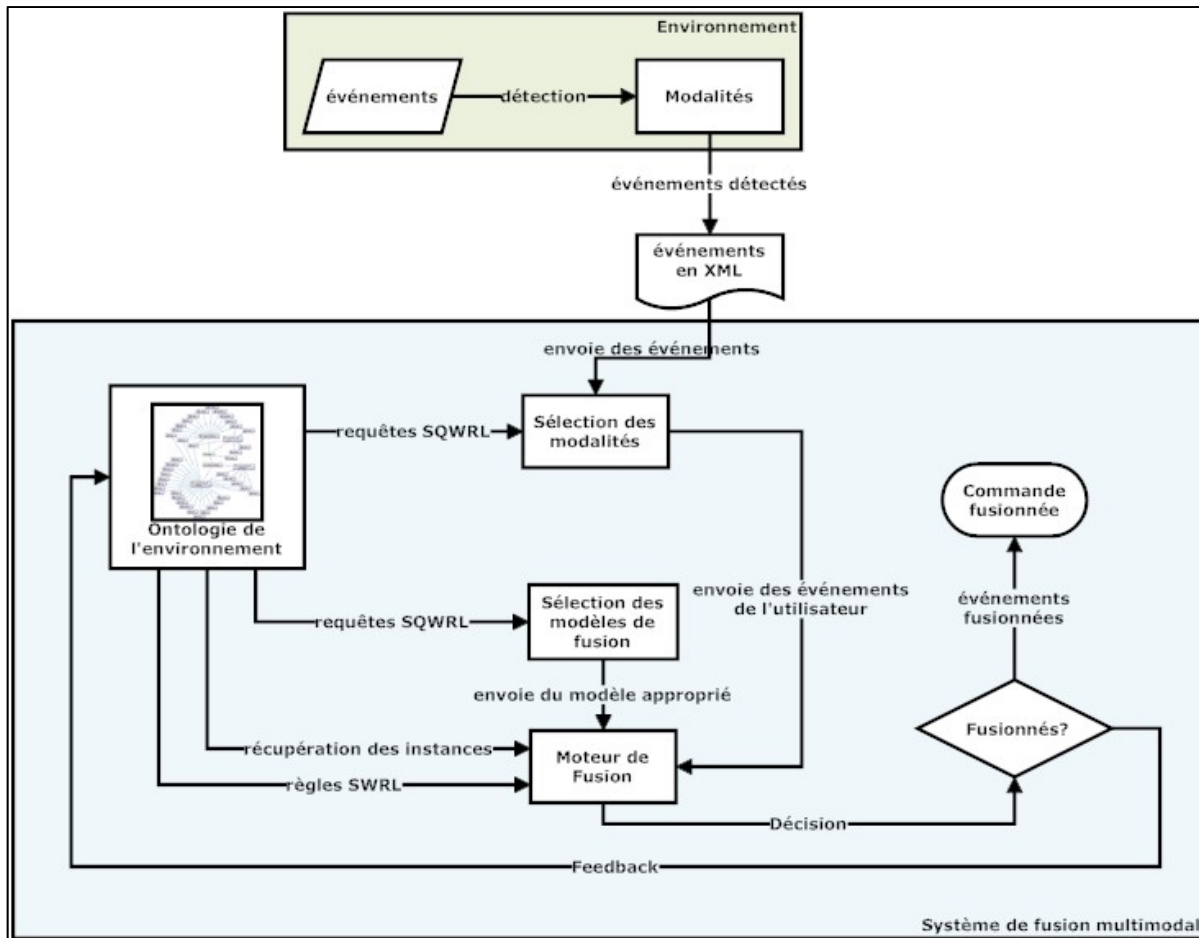 Environnement
événements
détection
Modalités
événements détectés
événements
en XML
envoie des événements
requêtes SQWRL
Sélection des
modalités
Ontologie de
l'environnement
Commande
fusionnée
envoie des événements
de l'utilisateur
événements
fusionnées
requêtes SQWRL
Sélection des
modèles de
fusion
envoie du modèle approprié
Fusionnés?
récupération des instances
Moteur de
Fusion
règles SWRL
Décision
Feedback
Système de fusion multimodal